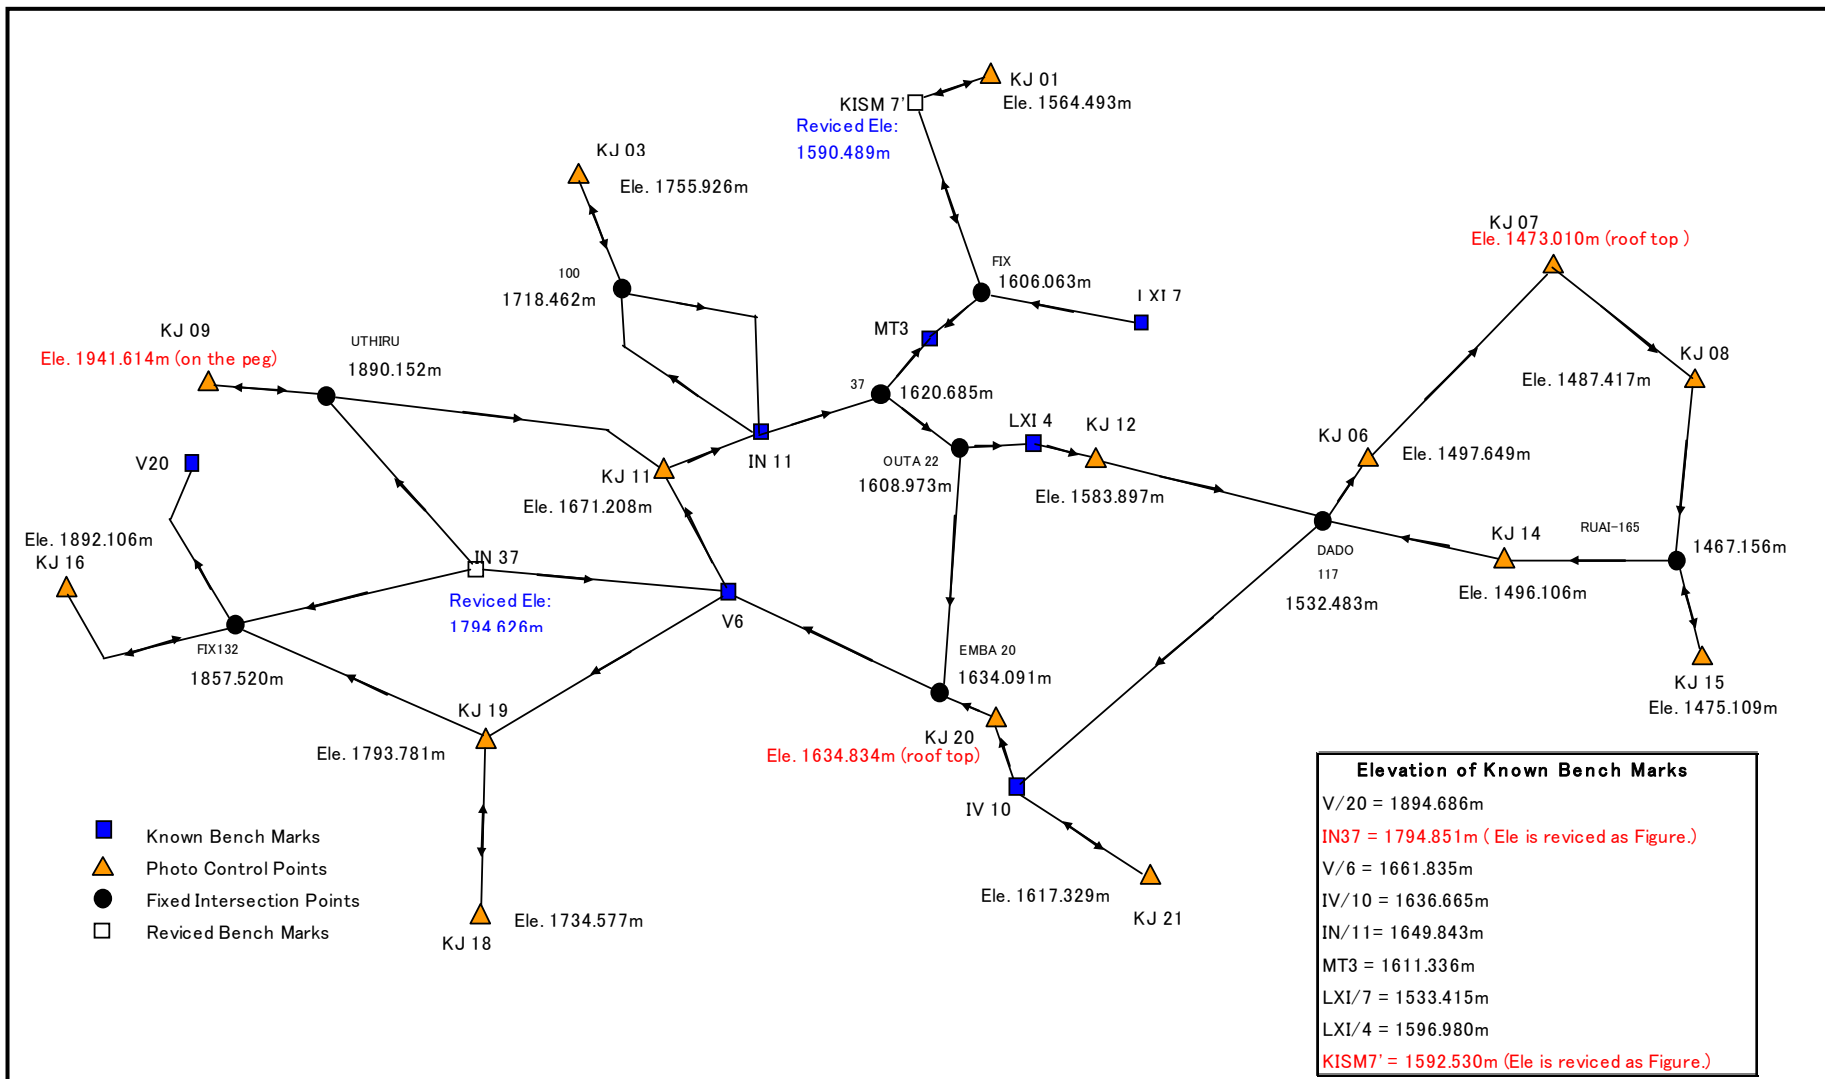 KJ 01
KISM 7'
Ele. 1564.493m
Reviced Ele:
1590.489m
KJ 03
Ele. 1755.926m
KJ 07
Ele. 1473.010m (roof top )
FIX
1606.063m
100
1718.462m
LXI 7
KJ 09
Ele. 1941.614m (on the peg)
UTHIRU
1890.152m
MT3
KJ 08
Ele. 1487.417m
37
1620.685m
LXI 4
KJ 12
KJ 06
Ele. 1497.649m
V20
IN 11
OUTA 22
1608.973m
KJ 11
Ele. 1671.208m
Ele. 1583.897m
Ele. 1892.106m
KJ 16
IN 37
Reviced Ele:
1794.626m
V6
DADO
117
1532.483m
KJ 14
Ele. 1496.106m
RUAI-165
1467.156m
FIX132
1857.520m
EMBA 20
1634.091m
KJ 15
Ele. 1475.109m
KJ 19
Ele. 1793.781m
KJ 20
Ele. 1634.834m (roof top)
IV 10
Ele. 1617.329m
KJ 21
Ele. 1734.577m
KJ 18
Known Bench Marks
Photo Control Points
Fixed Intersection Points
Reviced Bench Marks
Elevation of Known Bench Marks
V/20 = 1894.686m
IN37 = 1794.851m ( Ele is reviced as Figure.)
V/6 = 1661.835m
IV/10 = 1636.665m
IN/11= 1649.843m
MT3 = 1611.336m
LXI/7 = 1533.415m
LXI/4 = 1596.980m
KISM7' = 1592.530m (Ele is reviced as Figure.)